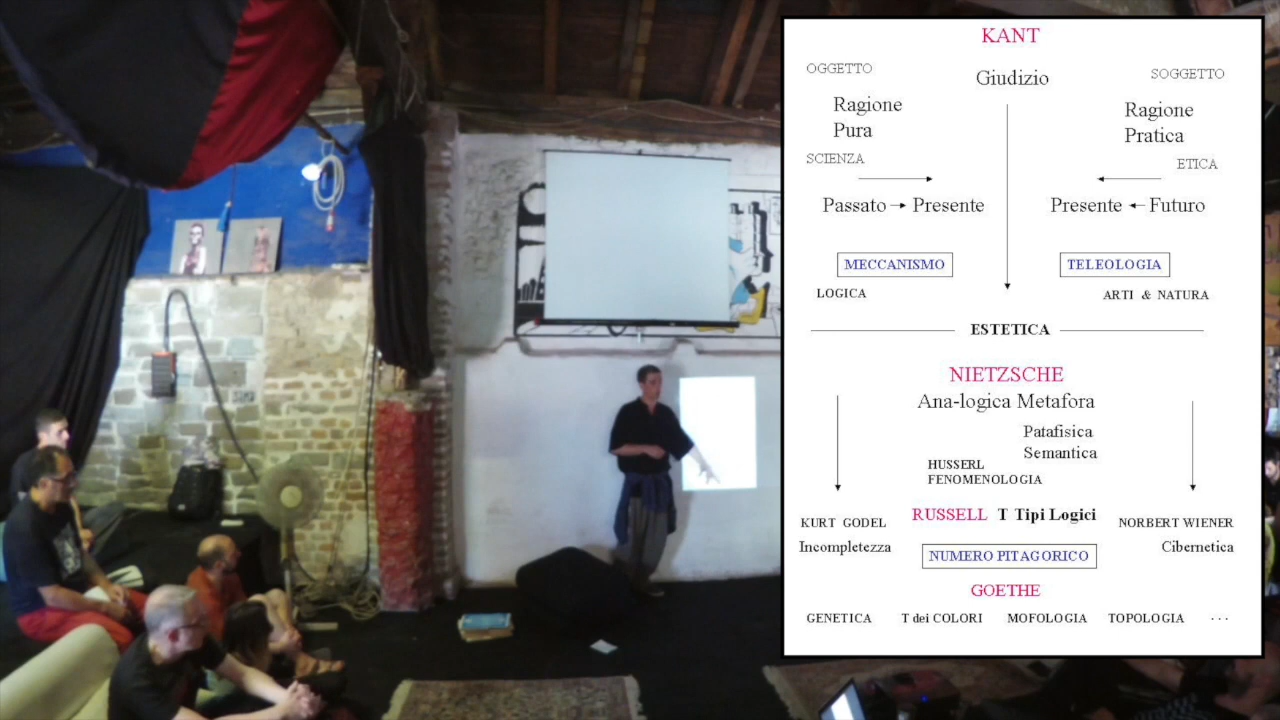 KANT
OGGETTO
Giudizio
SOGGETTO
Ragione
Pura
Ragione
Pratica
SCIENZA
ETICA
Passato → Presente
Presente ← Futuro
MECCANISMO
TELEOLOGIA
LOGICA
ARTI & NATURA
ESTETICA
NIETZSCHE
Ana-logica Metafora
Patafisica
Semantica
HUSSERL
FENOMENOLOGIA
KURT GODEL
RUSSELL T Tipi Logici
NORBERT WIENER
Incompletezza
Cibernetica
NUMERO PITAGORICO
GOETHE
GENETICA T dei COLORI MOFOLOGIA TOPOLOGIA ...